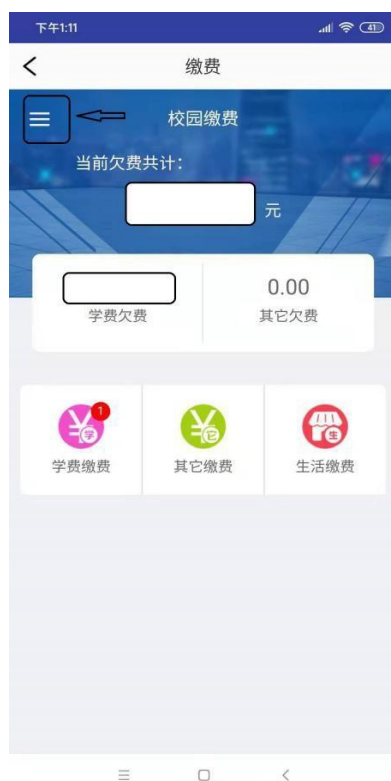 下午1:11
41
缴费
校园缴费
当前欠费共计：
元
0.00
学费欠费
其它欠费
1
¥学
¥它
生
学费缴费
其它缴费
生活缴费